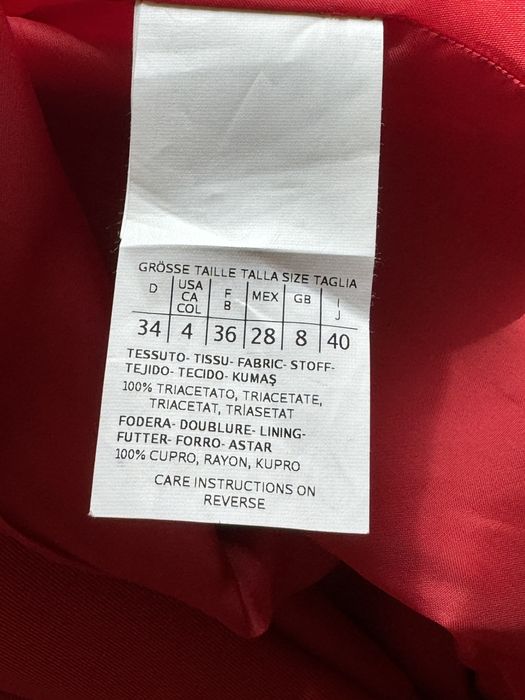 GRÖSSE TAILLE TALLA SIZE TAGLIA
D USA CA COL F B MEX GB I J
34 4 36 28 8 40
TESSUTO- TISSU- FABRIC- STOFF-
TEJIDO- TECIDO- KUMAŞ
100% TRIACETATO, TRIACETATE,
TRIACETAT, TRİASETAT
FODERA- DOUBLURE- LINING-
FUTTER- FORRO- ASTAR
100% CUPRO, RAYON, KUPRO
CARE INSTRUCTIONS ON
REVERSE